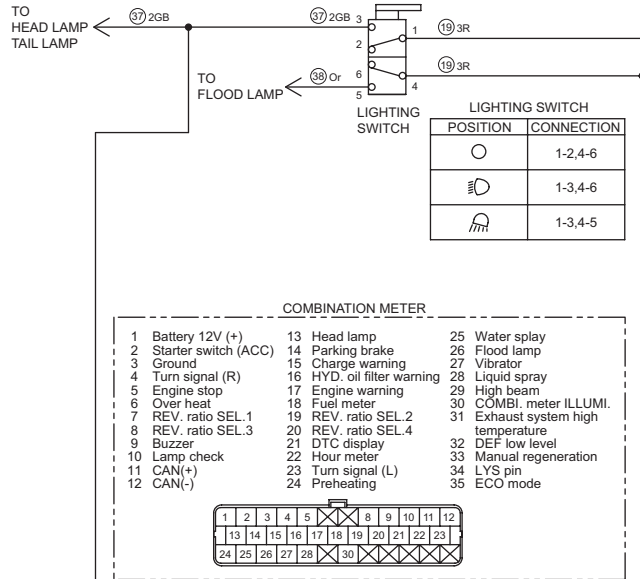 TO
HEAD LAMP
TAIL LAMP
37 2GB
37 2GB
3
2
1
19 3R
6
5
4
19 3R
TO
FLOOD LAMP
38 Or
LIGHTING
SWITCH
LIGHTING SWITCH
POSITION CONNECTION
1-2,4-6
1-3,4-6
1-3,4-5
COMBINATION METER
1 Battery 12V (+)
2 Starter switch (ACC)
3 Ground
4 Turn signal (R)
5 Engine stop
6 Over heat
7 REV. ratio SEL.1
8 REV. ratio SEL.3
9 Buzzer
10 Lamp check
11 CAN(+)
12 CAN(-)
13 Head lamp
14 Parking brake
15 Charge warning
16 HYD. oil filter warning
17 Engine warning
18 Fuel meter
19 REV. ratio SEL.2
20 REV. ratio SEL.4
21 DTC display
22 Hour meter
23 Turn signal (L)
24 Preheating
25 Water splay
26 Flood lamp
27 Vibrator
28 Liquid spray
29 High beam
30 COMBI. meter ILLUMI.
31 Exhaust system high
temperature
32 DEF low level
33 Manual regeneration
34 LYS pin
35 ECO mode
1 2 3 4 5 8 9 10 11 12
13 14 15 16 17 18 19 20 21 22 23
24 25 26 27 28 30